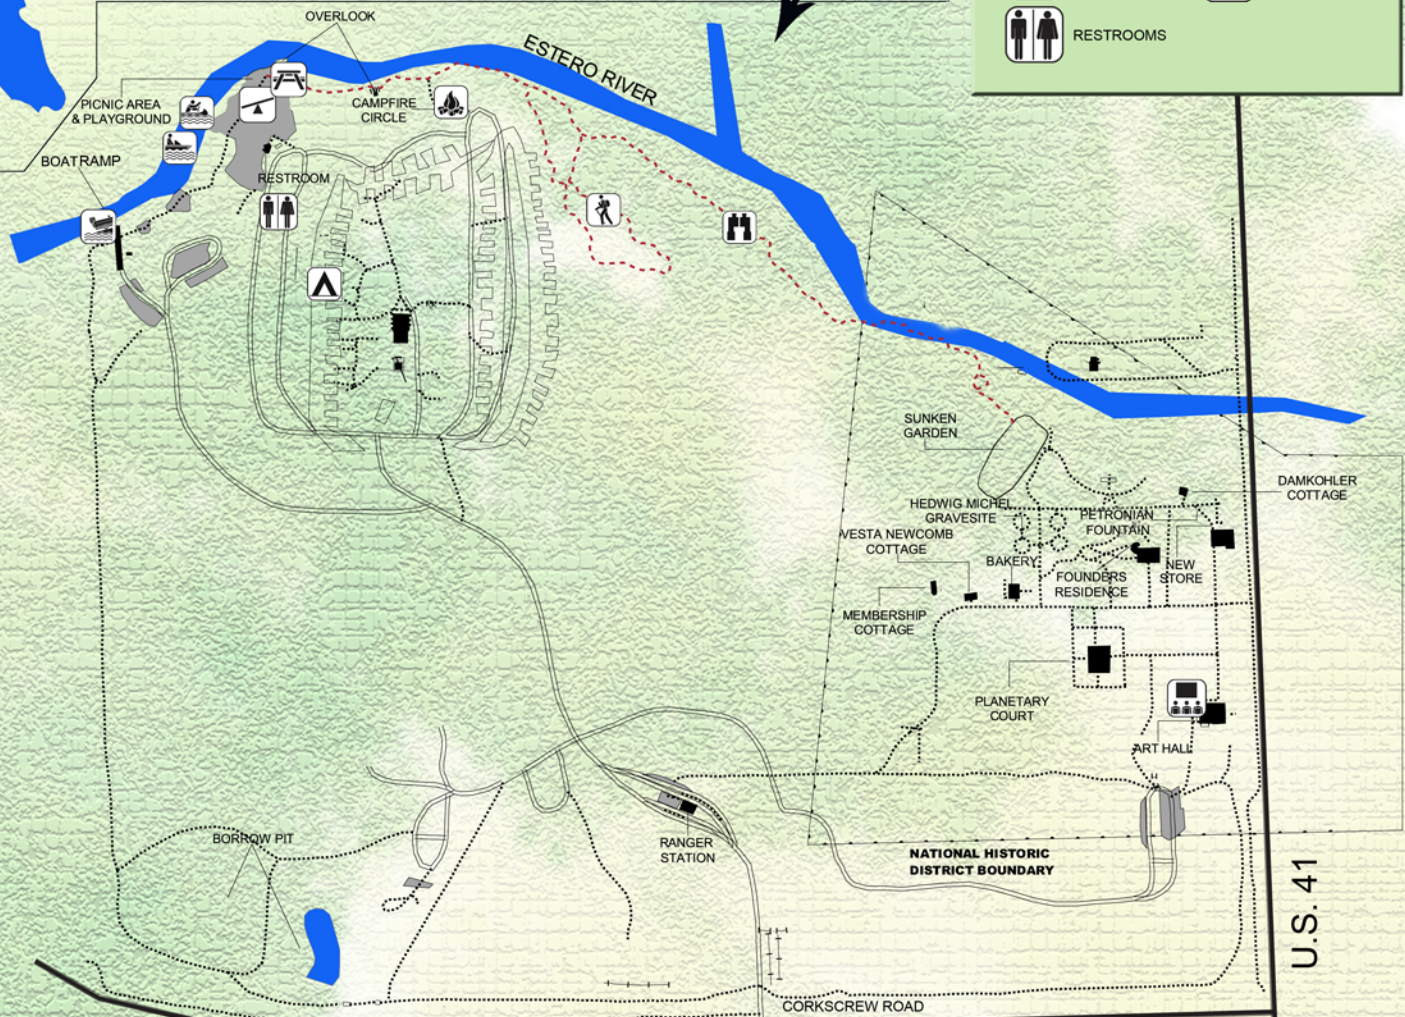 OVERLOOK
RESTROOMS
ESTERO RIVER
PICNIC AREA
& PLAYGROUND
CAMPFIRE
CIRCLE
BOAT RAMP
RESTROOM
SUNKEN
GARDEN
DAMKOHLER
COTTAGE
HEDWIG MICHEL
GRAVESITE
PETRONIAN
FOUNTAIN
VESTA NEWCOMB
COTTAGE
BAKERY
NEW
STORE
FOUNDERS
RESIDENCE
MEMBERSHIP
COTTAGE
PLANETARY
COURT
ART HALL
BORROW PIT
RANGER
STATION
NATIONAL HISTORIC
DISTRICT BOUNDARY
U.S. 41
CORKSCREW ROAD